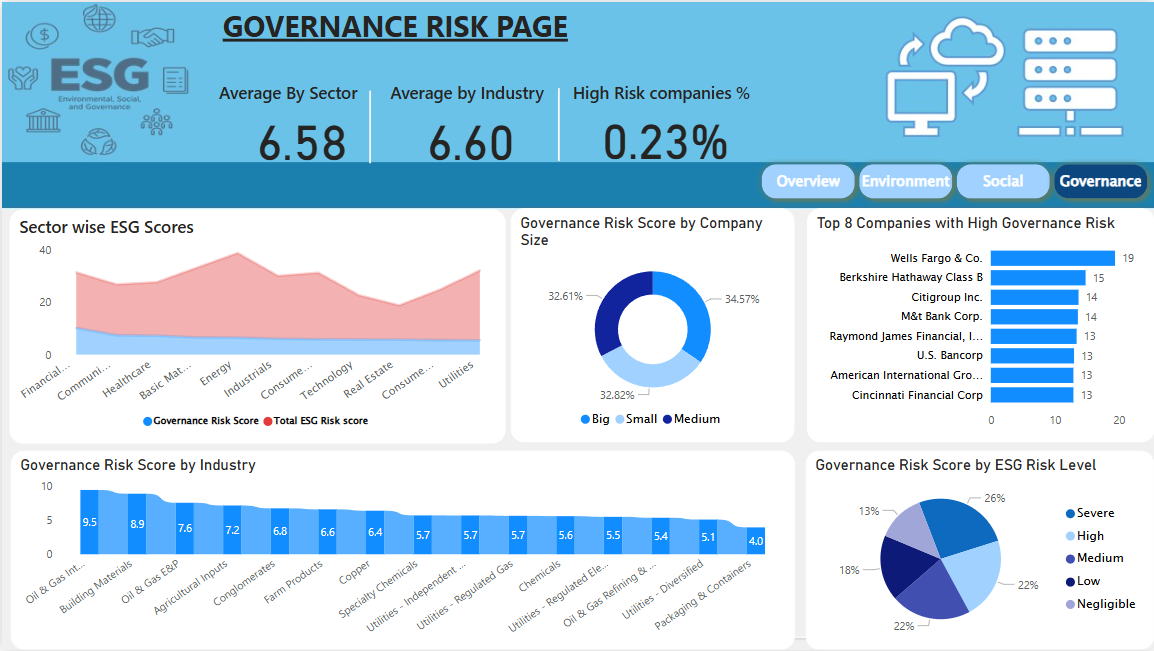 GOVERNANCE RISK PAGE
ESG
Environmental, Social,
and Governance
Average By Sector
6.58
Average by Industry
6.60
High Risk companies %
0.23%
Overview
Environment
Social
Governance
Sector wise ESG Scores
40
20
0
Financial...
Communi...
Healthcare
Basic Mat...
Energy
Industrials
Consume...
Technology
Real Estate
Consume...
Utilities
Governance Risk Score
Total ESG Risk score
Governance Risk Score by Company
Size
32.61%
34.57%
32.82%
Big
Small
Medium
Top 8 Companies with High Governance Risk
Wells Fargo & Co. 19
Berkshire Hathaway Class B 15
Citigroup Inc. 14
M&t Bank Corp. 14
Raymond James Financial, I... 13
U.S. Bancorp 13
American International Gro... 13
Cincinnati Financial Corp 13
0 10 20
Governance Risk Score by Industry
10
5
0
9.5 8.9 7.6 7.2 6.8 6.6 6.4 5.7 5.7 5.7 5.6 5.5 5.4 5.1 4.0
Oil & Gas Int...
Building Materials
Oil & Gas E&P
Agricultural Inputs
Conglomerates
Farm Products
Copper
Specialty Chemicals
Utilities - Independent ...
Utilities - Regulated Gas
Chemicals
Utilities - Regulated Ele...
Oil & Gas Refining & ...
Utilities - Diversified
Packaging & Containers
Governance Risk Score by ESG Risk Level
26%
22%
22%
18%
13%
Severe
High
Medium
Low
Negligible